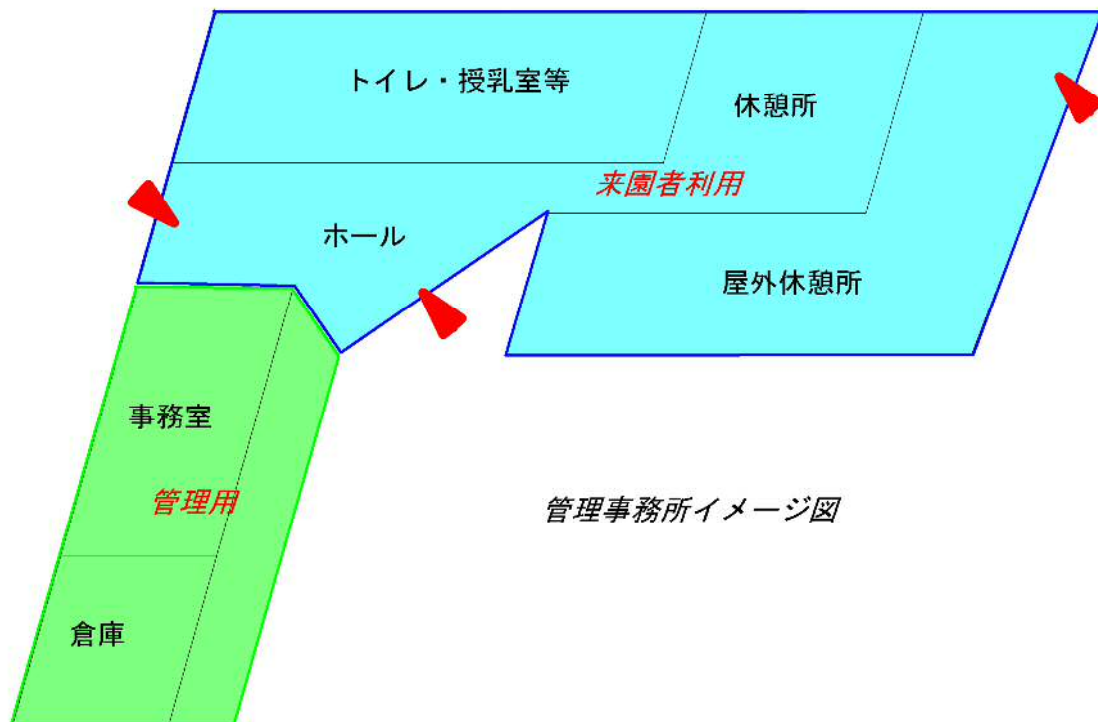 トイレ・授乳室等
休憩所
来園者利用
ホール
屋外休憩所
事務室
管理用
管理事務所イメージ図
倉庫